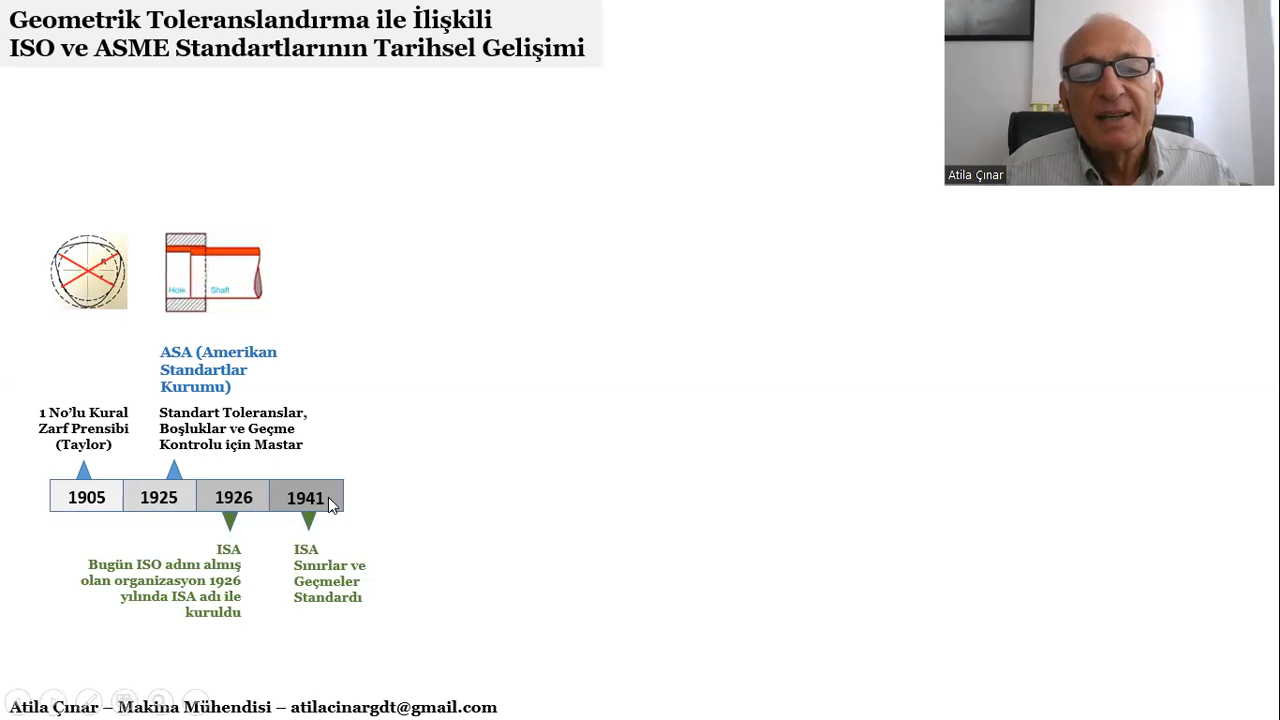 Geometrik Toleranslandırma ile İlişkili
ISO ve ASME Standartlarının Tarihsel Gelişimi
Atila Çınar
Hole
Shaft
ASA (Amerikan
Standartlar
Kurumu)
1 No'lu Kural
Zarf Prensibi
(Taylor)
Standart Toleranslar,
Boşluklar ve Geçme
Kontrolu için Mastar
1905
1925
1926
1941
ISA
Bugün ISO adını almış
olan organizasyon 1926
yılında ISA adı ile
kuruldu
ISA
Sınırlar ve
Geçmeler
Standardı
Atila Çınar – Makina Mühendisi – atilacinargdt@gmail.com